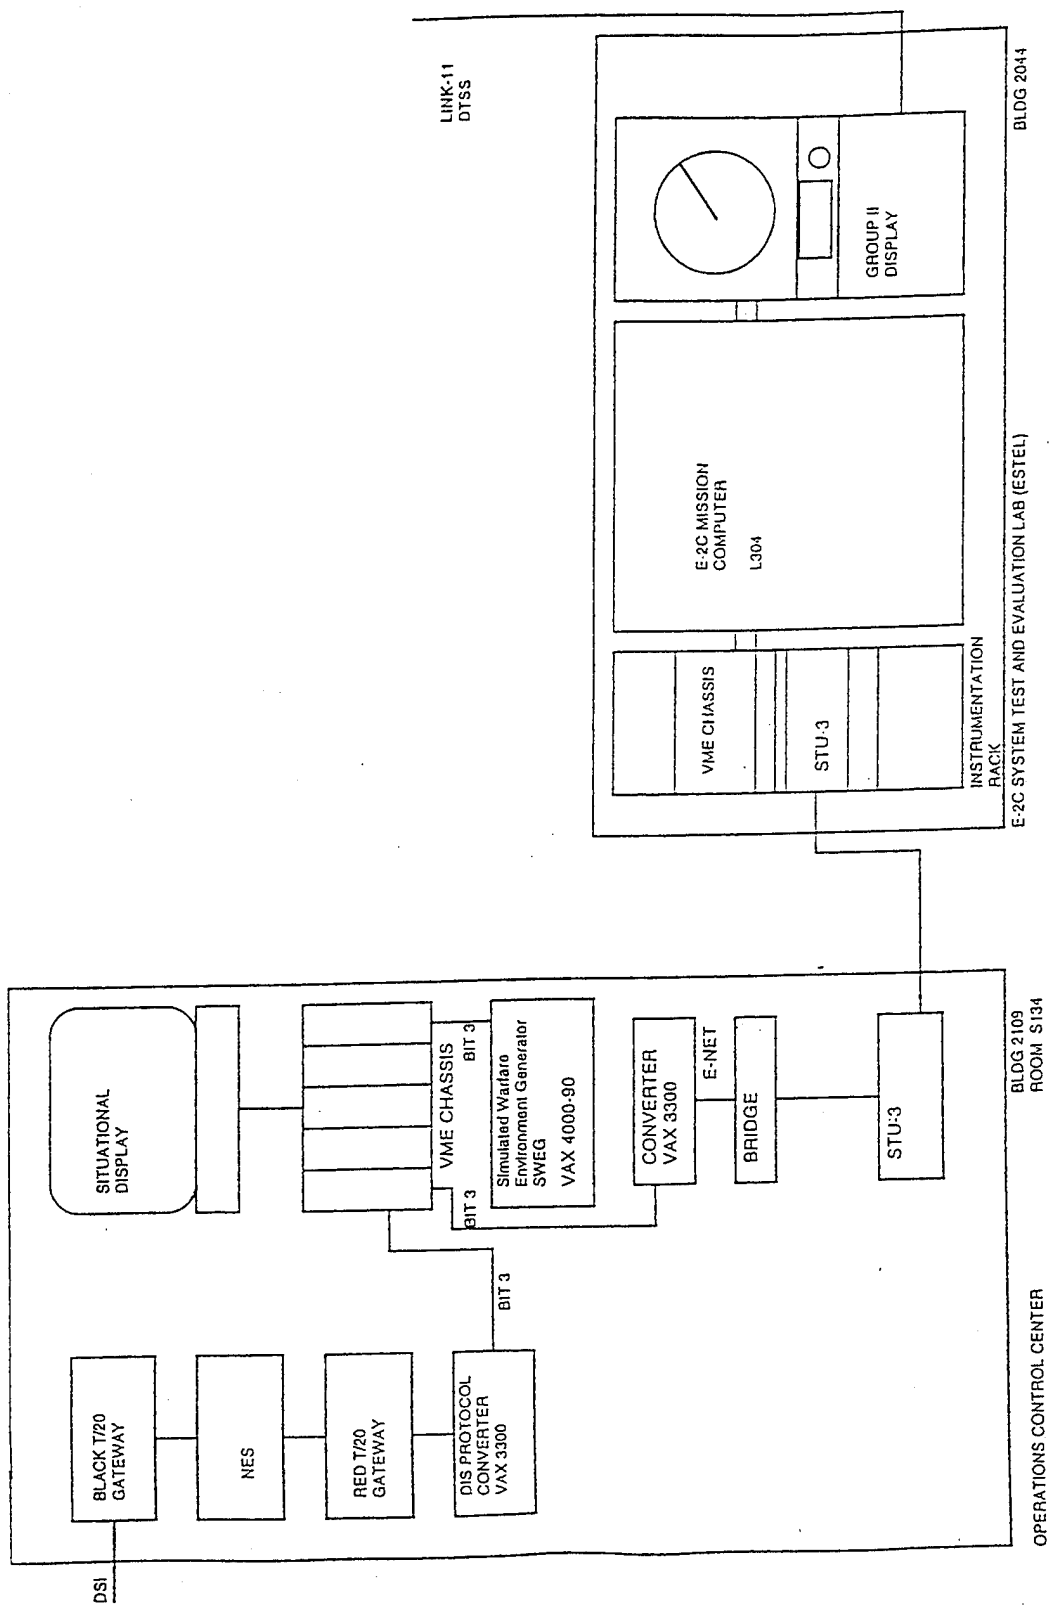 DSI
BLACK T/20
GATEWAY
NES
RED T/20
GATEWAY
DIS PROTOCOL
CONVERTER
VAX 3300
BIT 3
SITUATIONAL
DISPLAY
VME CHASSIS
BIT 3
BIT 3
Simulated Warfare
Environment Generator
SWEG
VAX 4000-90
CONVERTER
VAX 3300
E-NET
BRIDGE
STU-3
OPERATIONS CONTROL CENTER
BLDG 2109
ROOM S134
LINK-11
DTSS
VME CHASSIS
STU-3
INSTRUMENTATION
RACK
E-2C MISSION
COMPUTER
L304
GROUP II
DISPLAY
E-2C SYSTEM TEST AND EVALUATION LAB (ESTEL)
BLDG 2044